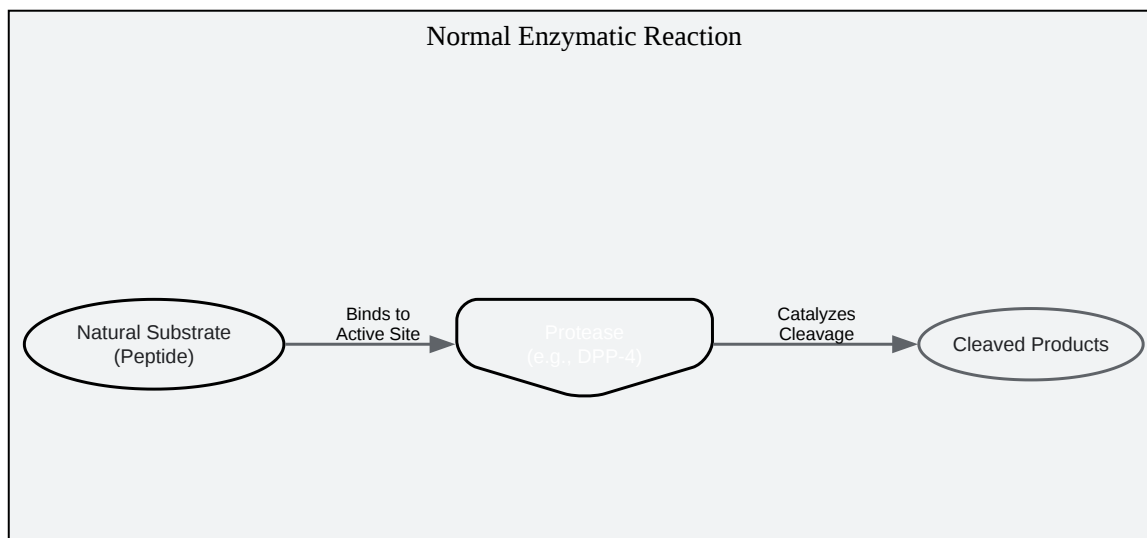 Normal Enzymatic Reaction
Natural Substrate
(Peptide)
Binds to
Active Site
Protease
(e.g., DPP-4)
Catalyzes
Cleavage
Cleaved Products